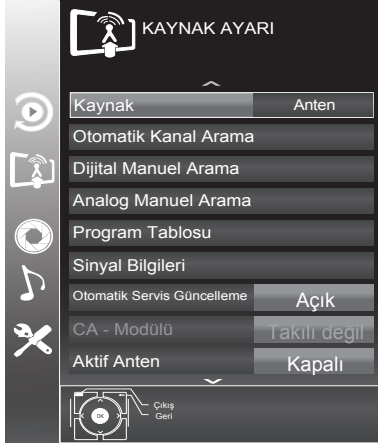 KAYNAK AYARI
Kaynak Anten
Otomatik Kanal Arama
Dijital Manuel Arama
Analog Manuel Arama
Program Tablosu
Sinyal Bilgileri
Otomatik Servis Güncelleme Açık
CA - Modülü Takılı değil
Aktif Anten Kapalı
Çıkış
Geri
OK